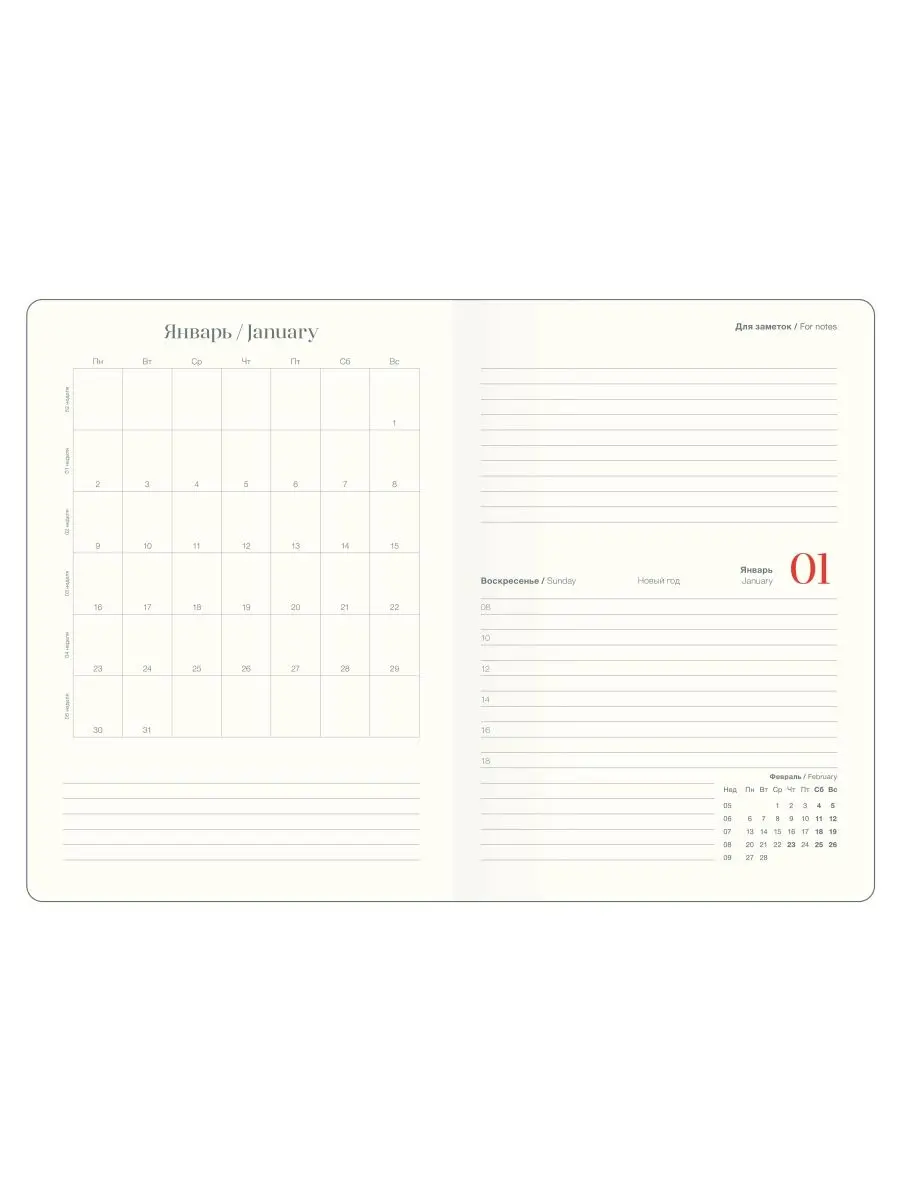 Январь / January
Пн Вт Ср Чт Пт Сб Вс
52 неделя
1
01 неделя
2 3 4 5 6 7 8
02 неделя
9 10 11 12 13 14 15
03 неделя
16 17 18 19 20 21 22
04 неделя
23 24 25 26 27 28 29
05 неделя
30 31
Для заметок / For notes
Воскресенье / Sunday
Новый год
Январь
January
01
08
10
12
14
16
18
Февраль / February
Нед Пн Вт Ср Чт Пт Сб Вс
05 1 2 3 4 5
06 6 7 8 9 10 11 12
07 13 14 15 16 17 18 19
08 20 21 22 23 24 25 26
09 27 28